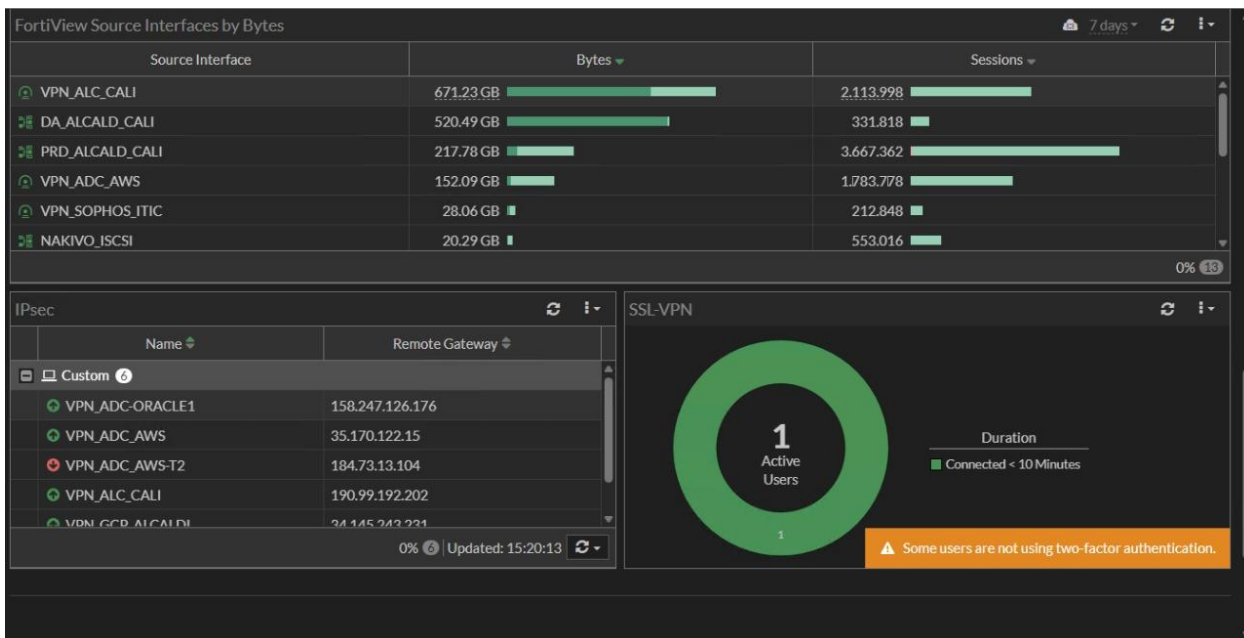 FortiView Source Interfaces by Bytes 7 days
Source Interface Bytes Sessions
VPN_ALC_CALI 671.23 GB 2.113.998
DA_ALCALD_CALI 520.49 GB 331.818
PRD_ALCALD_CALI 217.78 GB 3.667.362
VPN_ADC_AWS 152.09 GB 1.783.778
VPN_SOPHOS_ITIC 28.06 GB 212.848
NAKIVO_ISCSI 20.29 GB 553.016
0% 13
IPsec
Name Remote Gateway
Custom 6
VPN_ADC-ORACLE1 158.247.126.176
VPN_ADC_AWS 35.170.122.15
VPN_ADC_AWS-T2 184.73.13.104
VPN_ALC_CALI 190.99.192.202
VPN_GCP_ALCALDI 34.145.243.231
0% 6 Updated: 15:20:13
SSL-VPN
1
Active
Users
1
Duration
Connected < 10 Minutes
Some users are not using two-factor authentication.